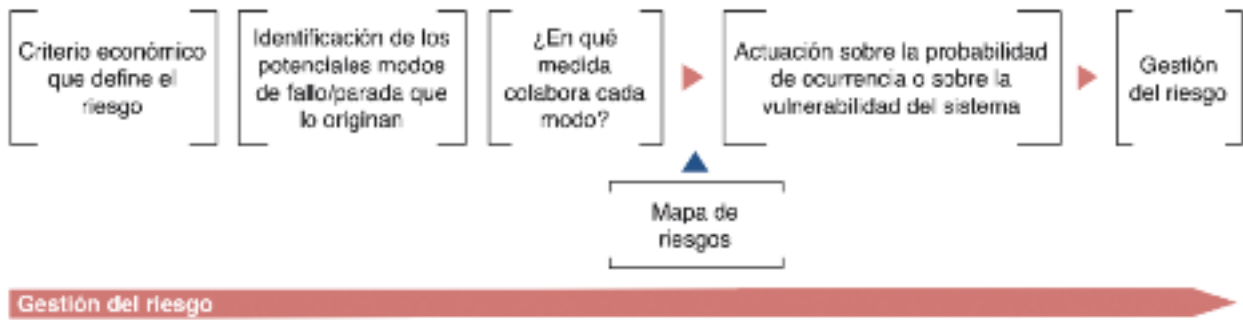 Criterio económico
que define el
riesgo
Identificación de los
potenciales modos
de fallo/parada que
lo originan
¿En qué
medida
colabora cada
modo?
Actuación sobre la probabilidad
de ocurrencia o sobre la
vulnerabilidad del sistema
Gestión
del riesgo
Mapa de
riesgos
Gestión del riesgo